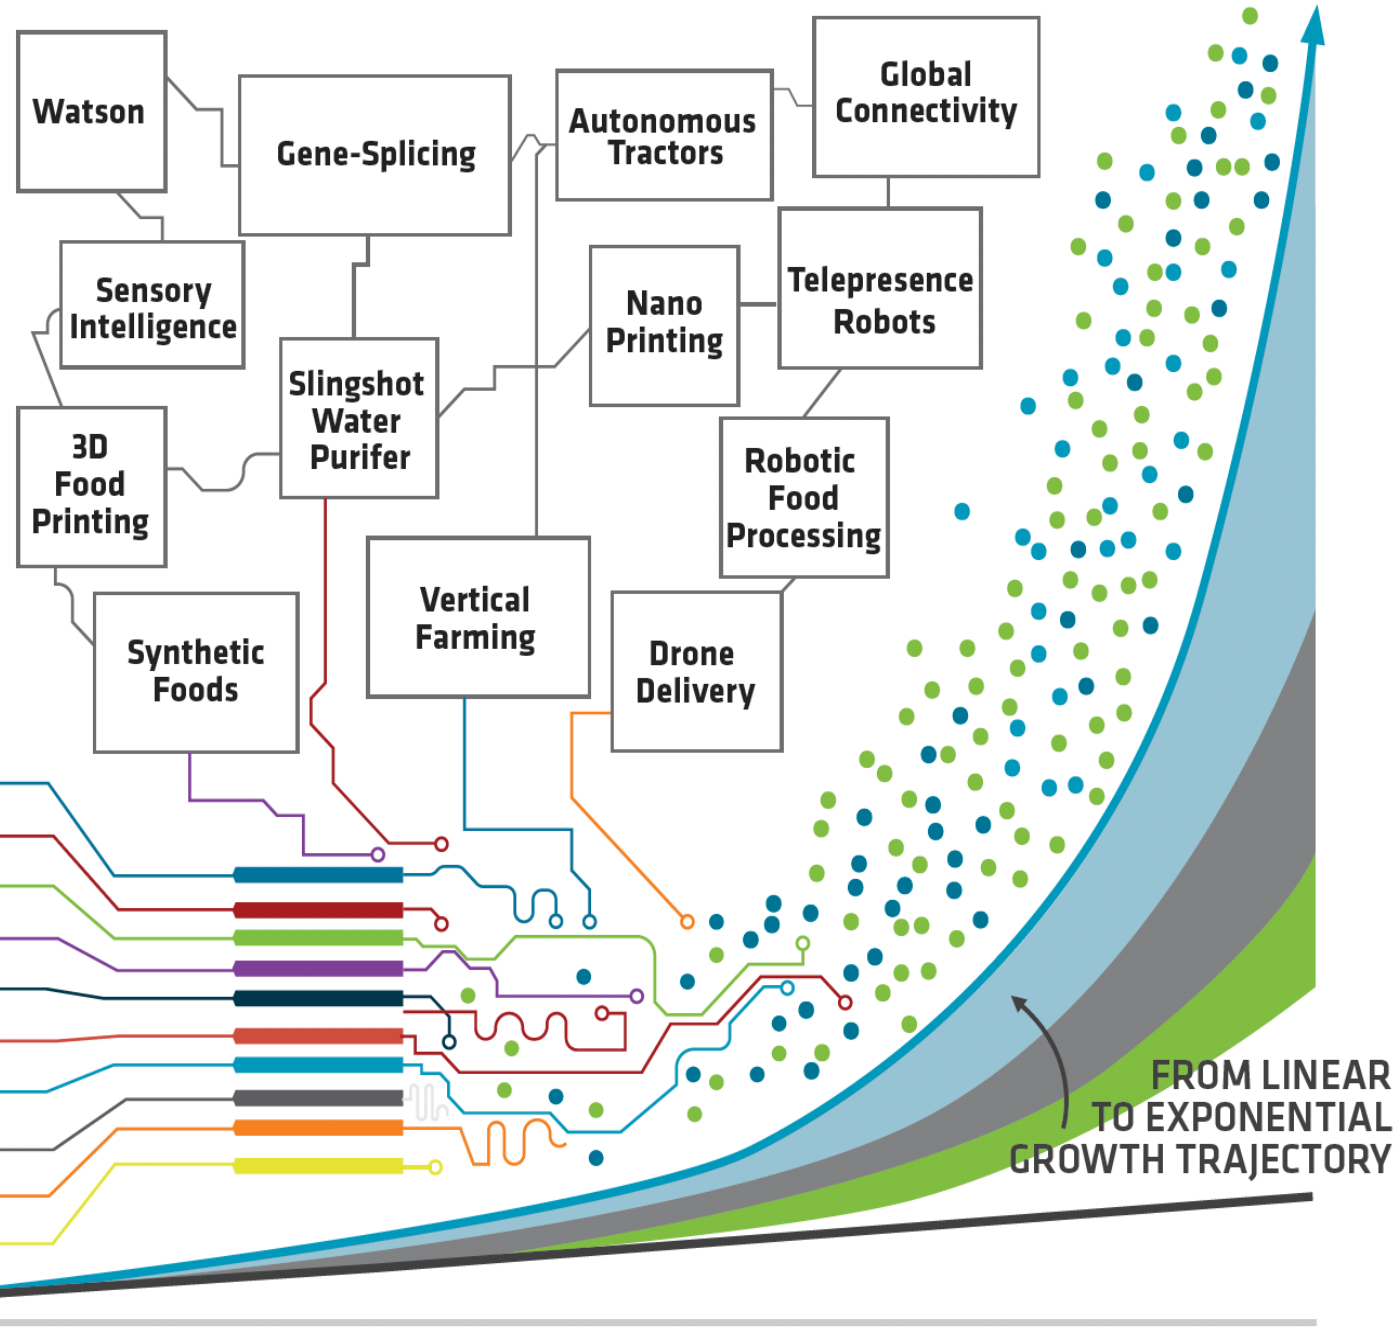 Watson
Gene-Splicing
Autonomous
Tractors
Global
Connectivity
Sensory
Intelligence
Nano
Printing
Telepresence
Robots
Slingshot
Water
Purifer
3D
Food
Printing
Robotic
Food
Processing
Vertical
Farming
Synthetic
Foods
Drone
Delivery
FROM LINEAR
TO EXPONENTIAL
GROWTH TRAJECTORY